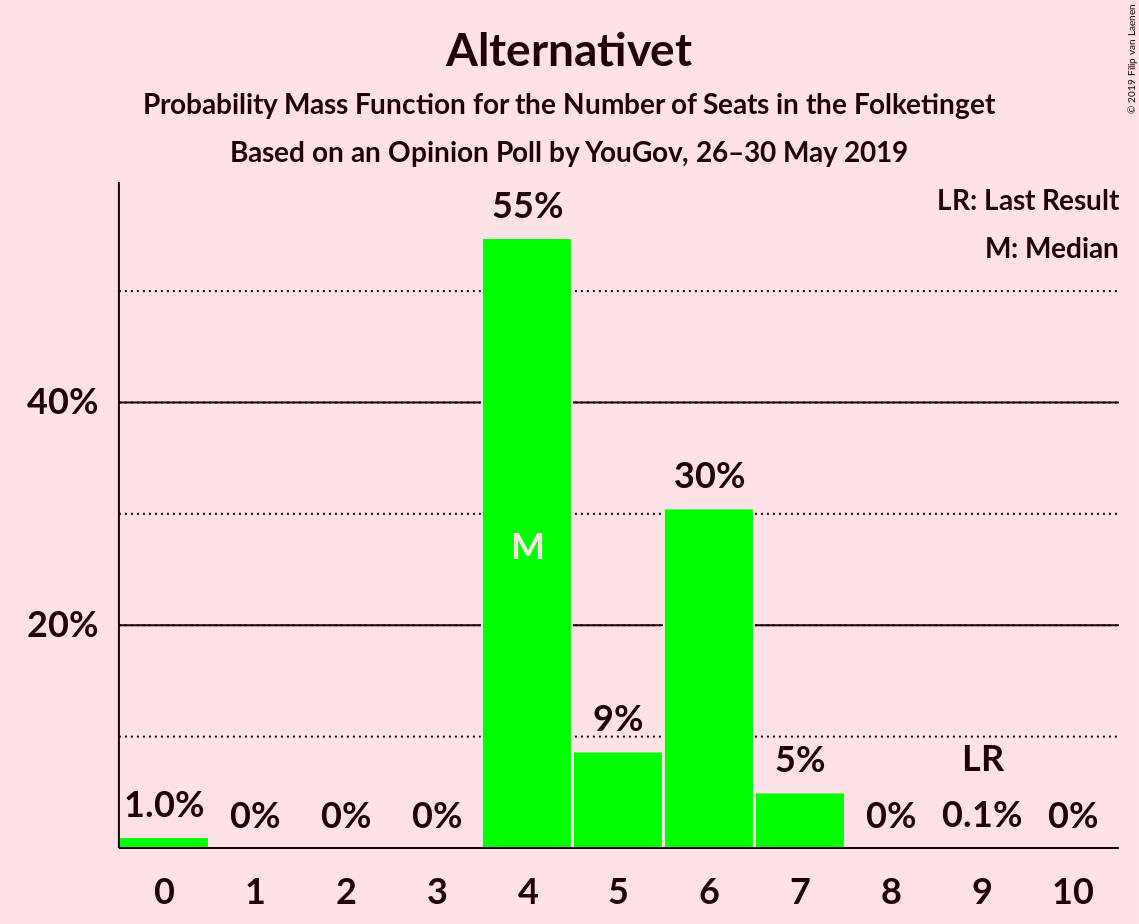 Alternativet
Probability Mass Function for the Number of Seats in the Folketinget
Based on an Opinion Poll by YouGov, 26–30 May 2019
© 2019 Filip van Laenen
LR: Last Result
M: Median
55%
40%
30%
M
20%
9%
5%
LR
1.0%
0%
0%
0%
0%
0.1%
0%
0 1 2 3 4 5 6 7 8 9 10